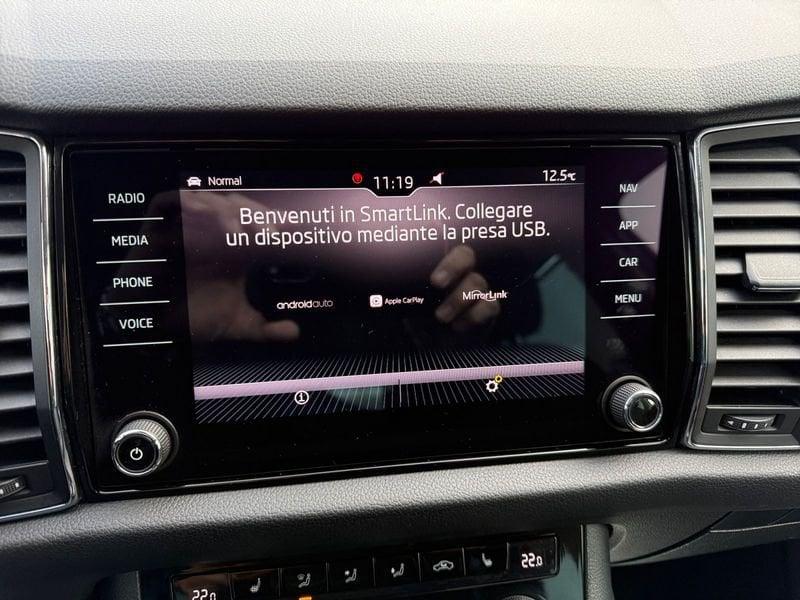 Normal 11:19 12.5°C
RADIO
MEDIA
PHONE
VOICE
Benvenuti in SmartLink. Collegare
un dispositivo mediante la presa USB.
androidauto Apple CarPlay MirrorLink
NAV
APP
CAR
MENU
22.0
22.0